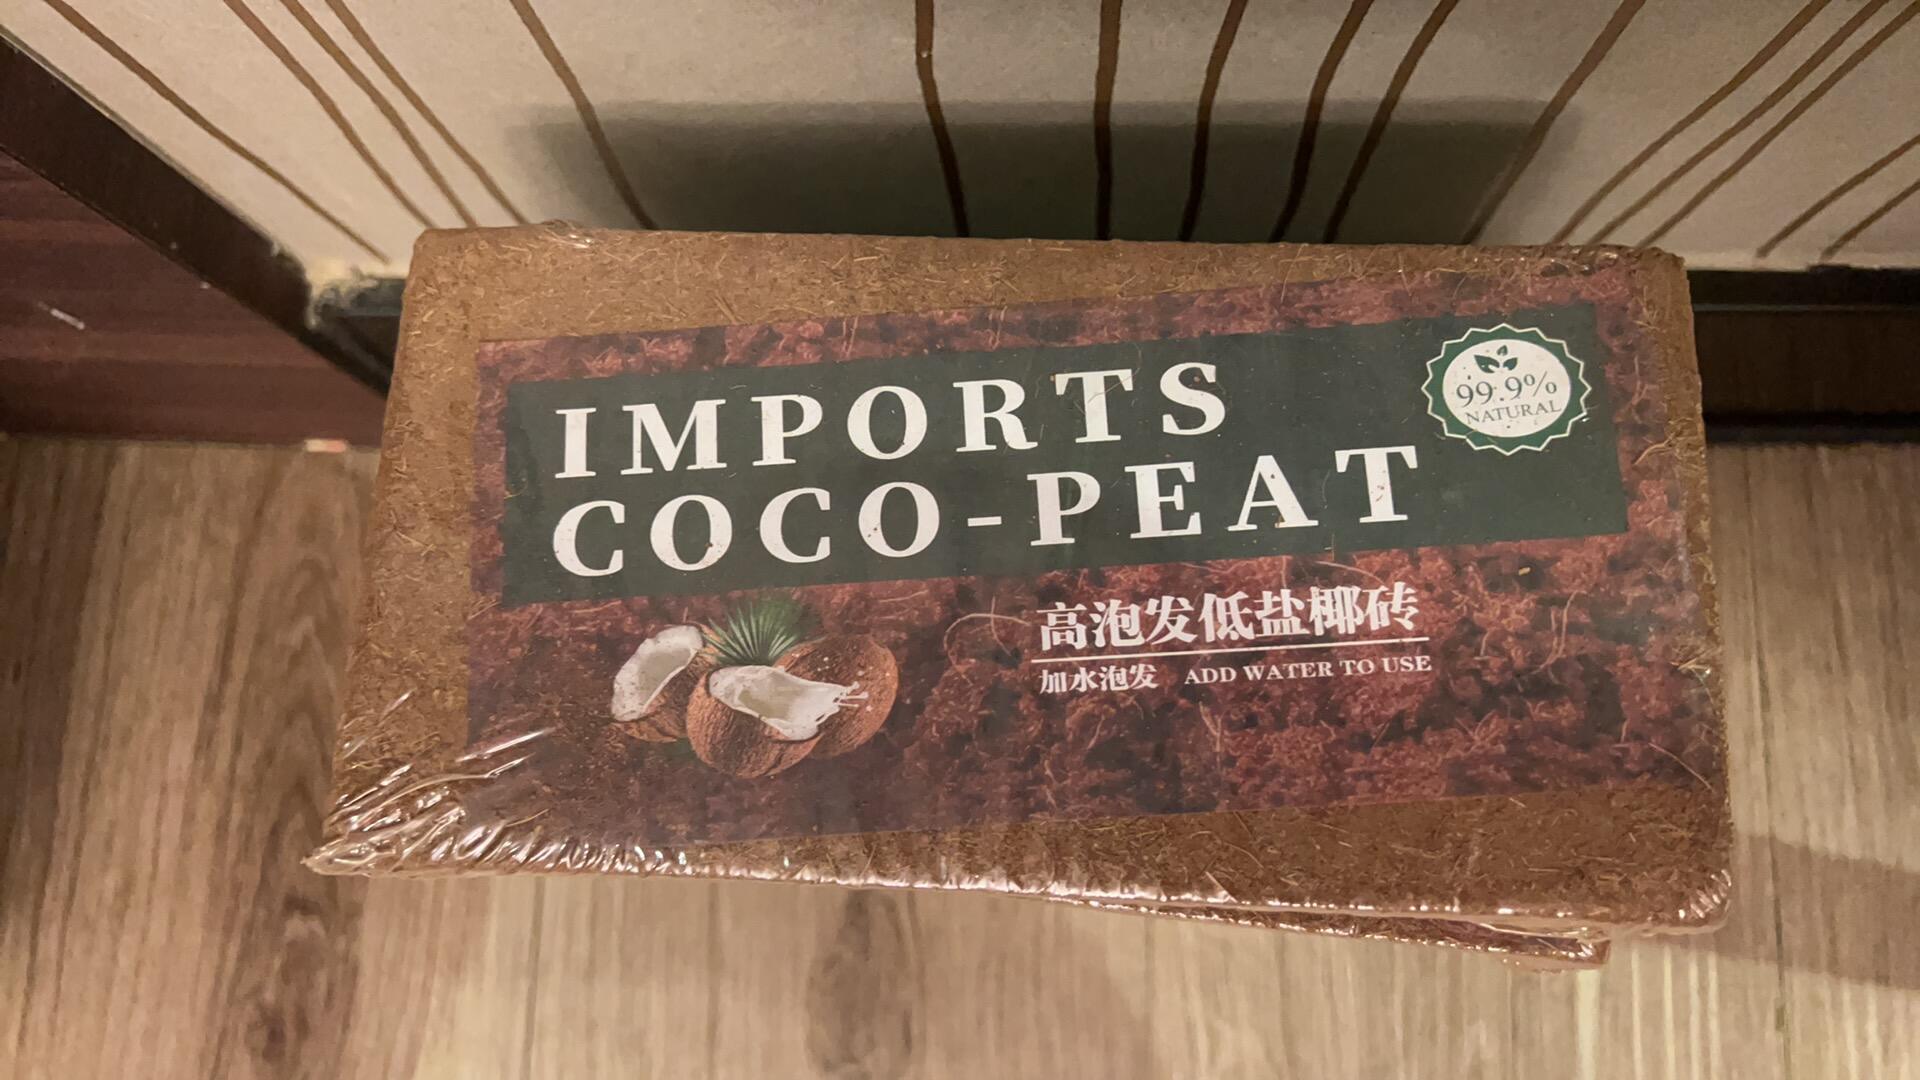 IMPORTS
COCO-PEAT
99.9%
NATURAL
高泡发低盐椰砖
加水泡发 ADD WATER TO USE